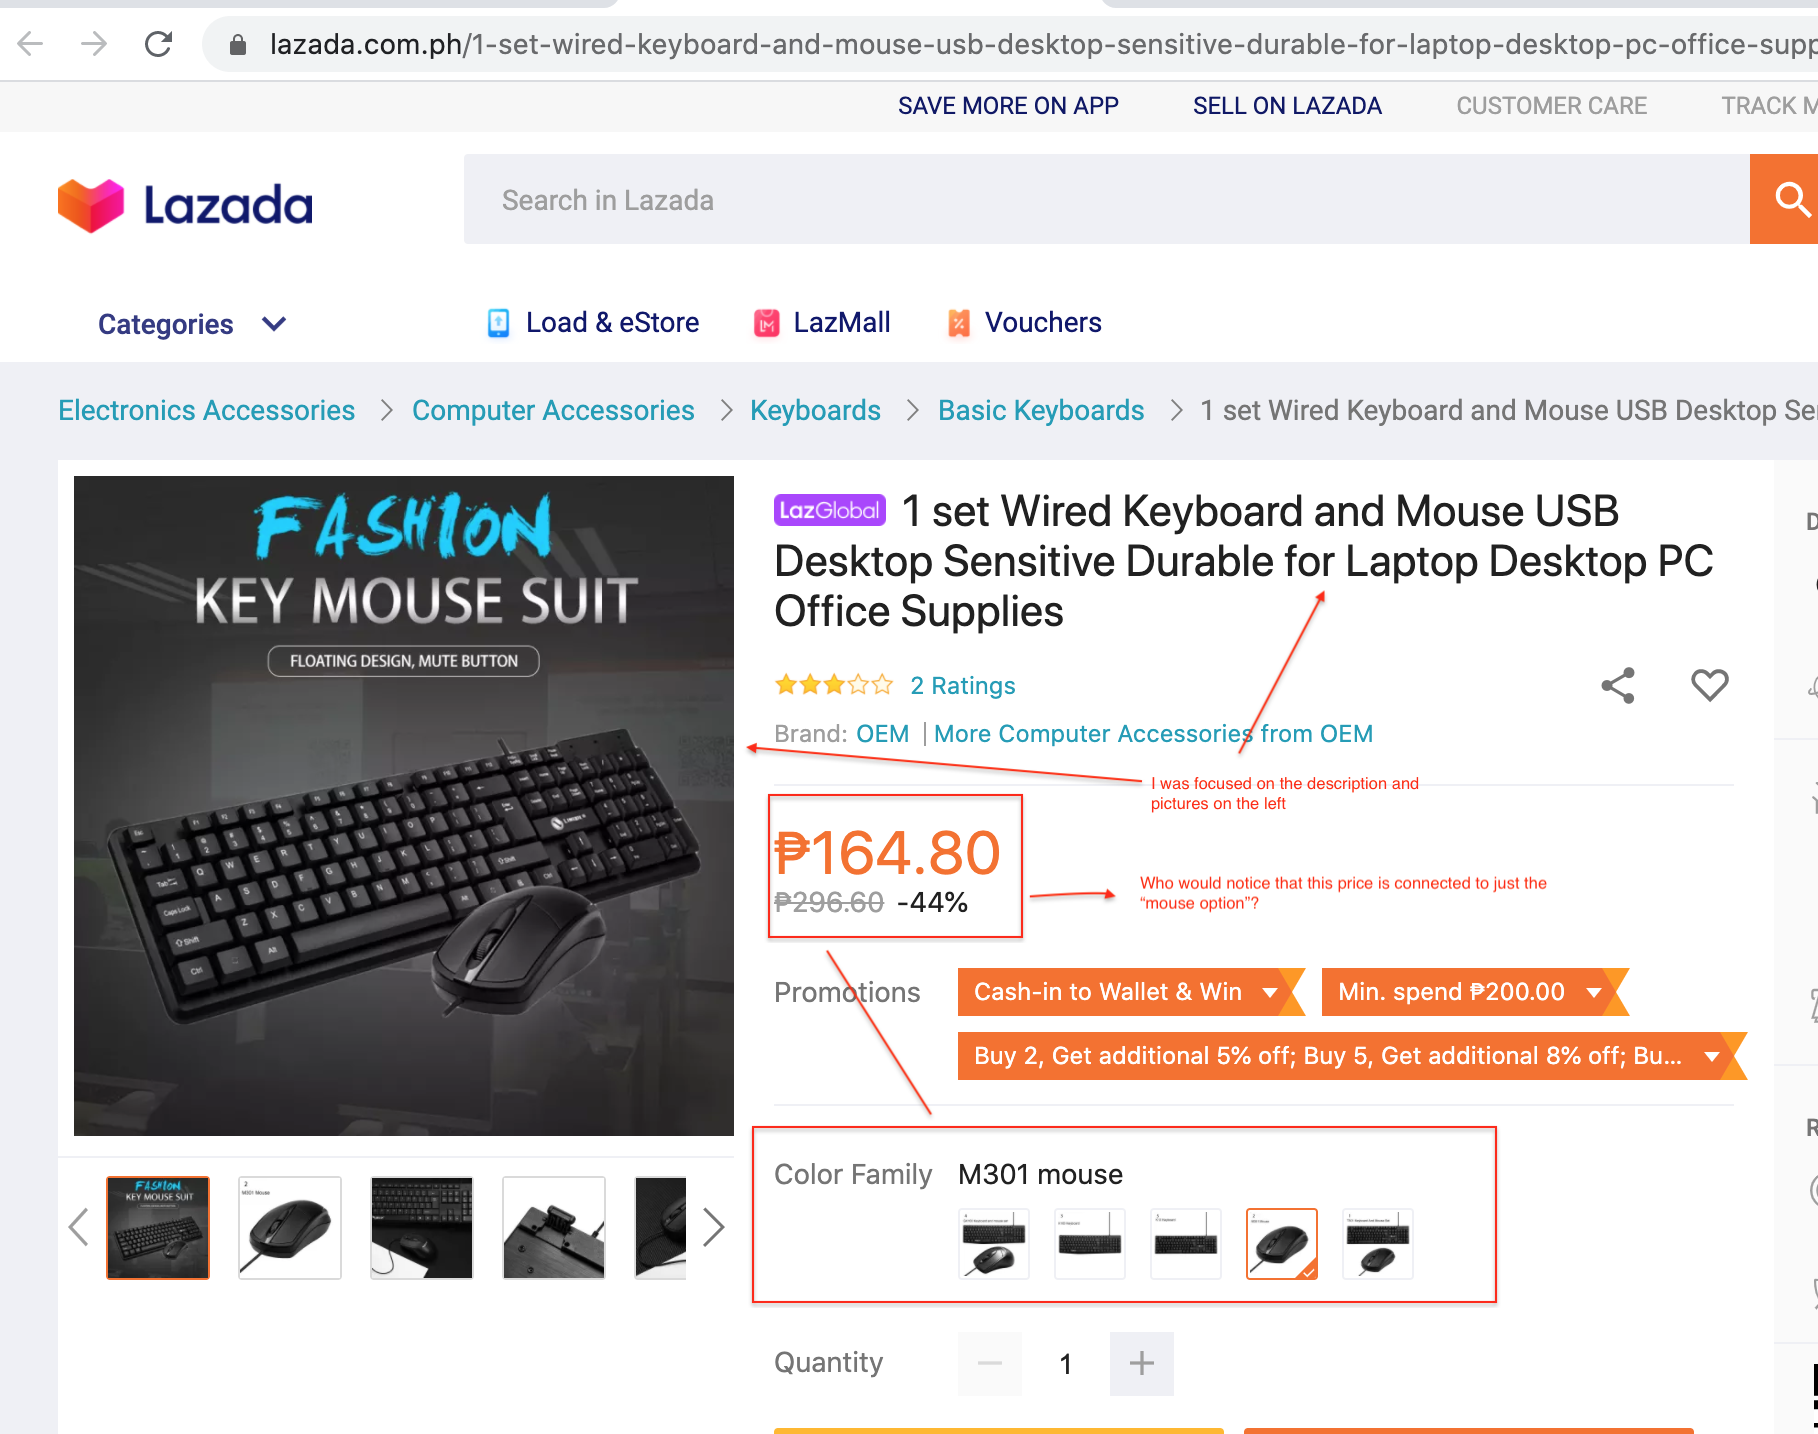 lazada.com.ph/1-set-wired-keyboard-and-mouse-usb-desktop-sensitive-durable-for-laptop-desktop-pc-office-supp
SAVE MORE ON APP
SELL ON LAZADA
CUSTOMER CARE
TRACK M
Lazada
Search in Lazada
Categories
Load & eStore
LazMall
Vouchers
Electronics Accessories > Computer Accessories > Keyboards > Basic Keyboards > 1 set Wired Keyboard and Mouse USB Desktop Se
FASHION
KEY MOUSE SUIT
FLOATING DESIGN, MUTE BUTTON
LazGlobal 1 set Wired Keyboard and Mouse USB
Desktop Sensitive Durable for Laptop Desktop PC
Office Supplies
2 Ratings
Brand: OEM | More Computer Accessories from OEM
I was focused on the description and
pictures on the left
₱164.80
₱296.60 -44%
Who would notice that this price is connected to just the
“mouse option”?
Promotions
Cash-in to Wallet & Win
Min. spend ₱200.00
Buy 2, Get additional 5% off; Buy 5, Get additional 8% off; Bu...
FASHION
KEY MOUSE SUIT
2
M301 Mouse
Color Family M301 mouse
Quantity
1